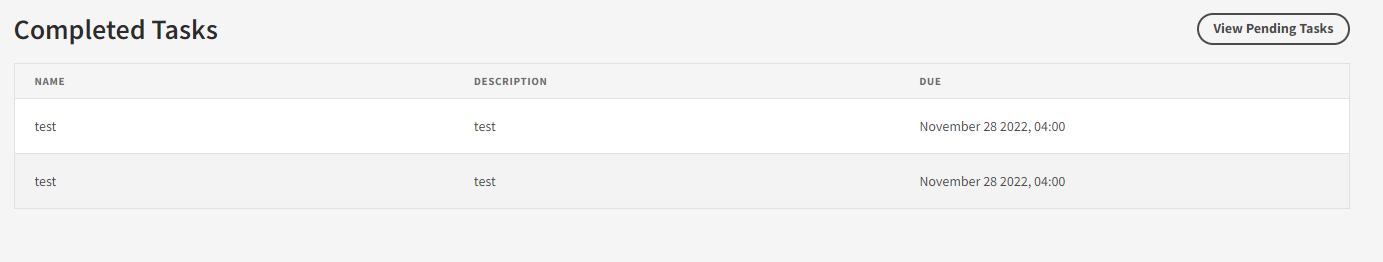 Completed Tasks
View Pending Tasks
NAME DESCRIPTION DUE
test test November 28 2022, 04:00
test test November 28 2022, 04:00